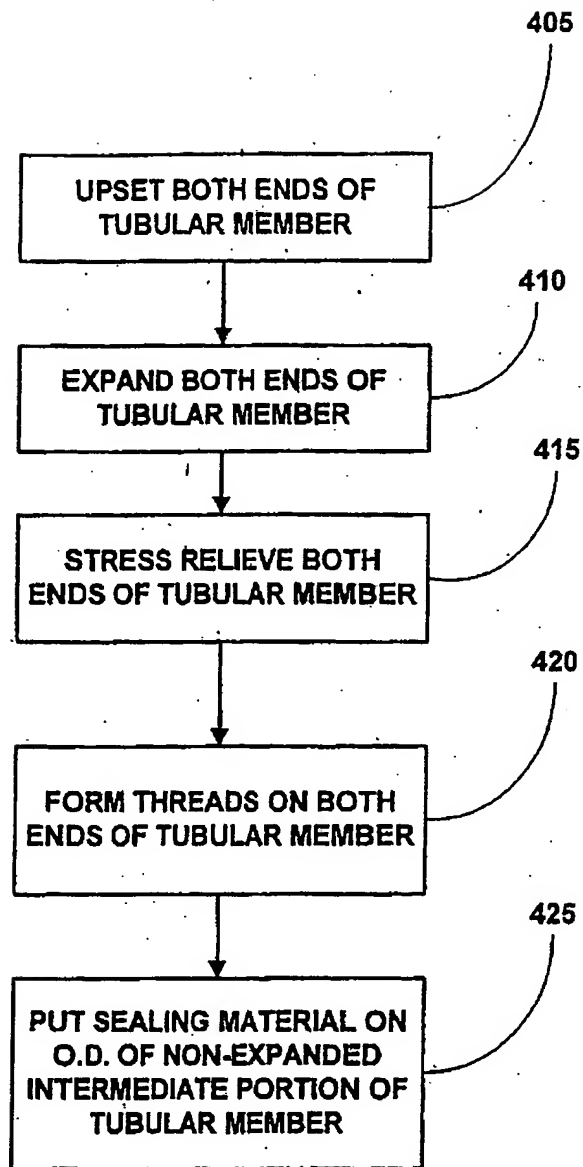 405
UPSET BOTH ENDS OF
TUBULAR MEMBER
410
EXPAND BOTH ENDS OF
TUBULAR MEMBER
415
STRESS RELIEVE BOTH
ENDS OF TUBULAR MEMBER
420
FORM THREADS ON BOTH
ENDS OF TUBULAR MEMBER
425
PUT SEALING MATERIAL ON
O.D. OF NON-EXPANDED
INTERMEDIATE PORTION OF
TUBULAR MEMBER